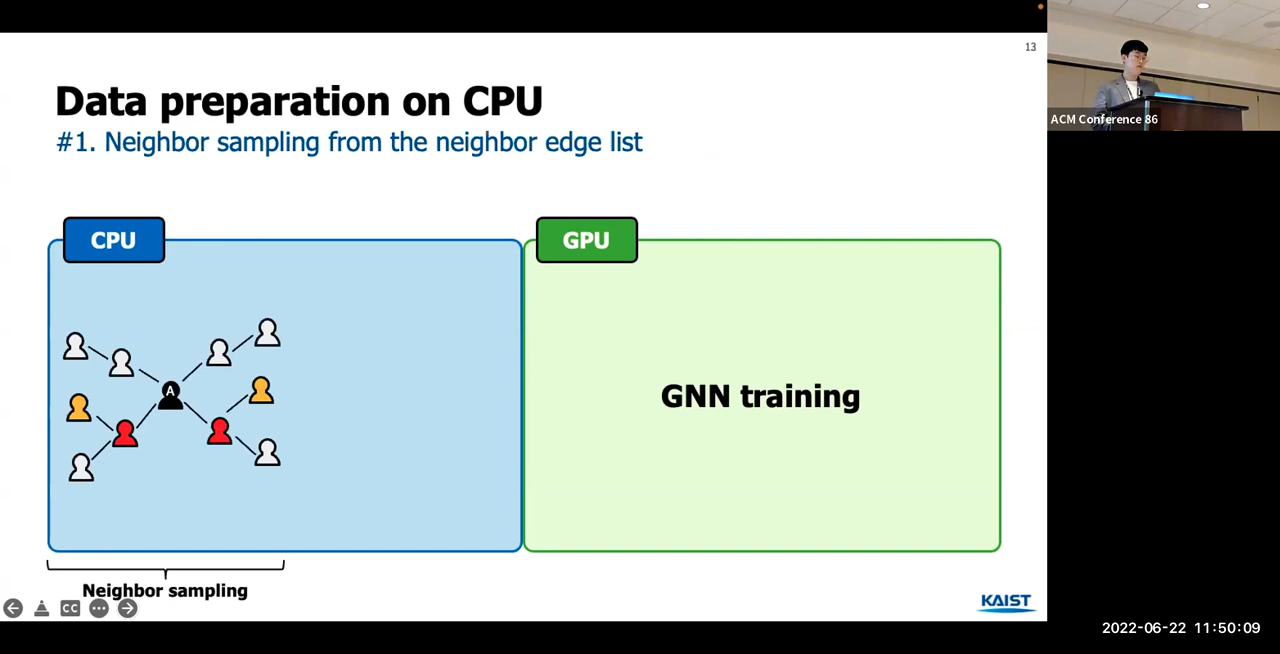 13
Data preparation on CPU
#1. Neighbor sampling from the neighbor edge list
ACM Conference 86
CPU
GPU
A
GNN training
Neighbor sampling
CC
KAIST
2022-06-22 11:50:09